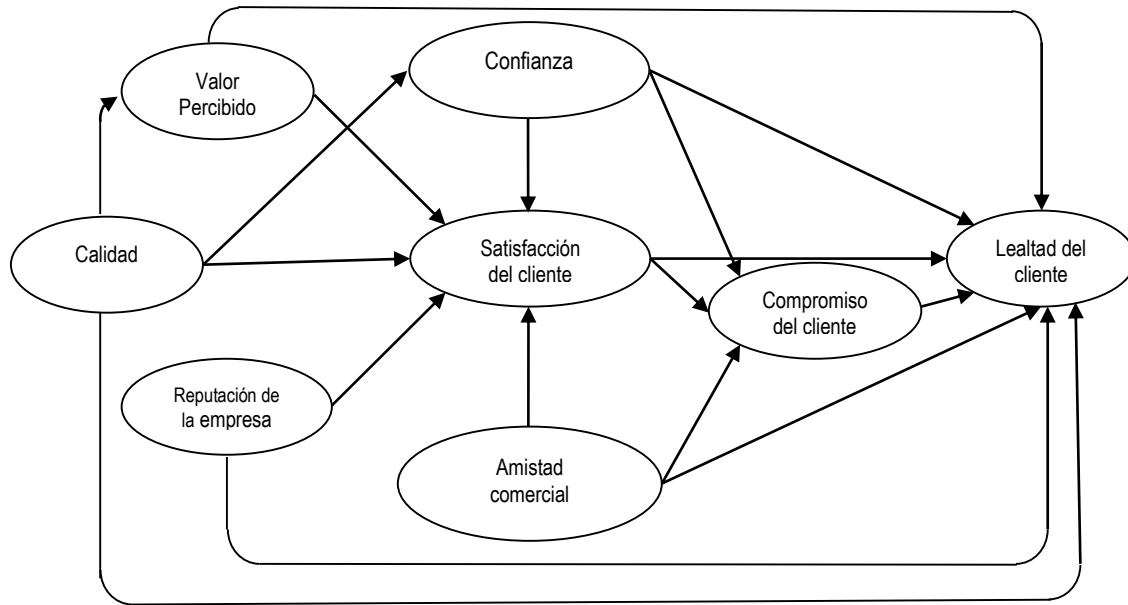 Valor
Percibido
Confianza
Calidad
Satisfacción
del cliente
Lealtad del
cliente
Compromiso
del cliente
Reputación de
la empresa
Amistad
comercial